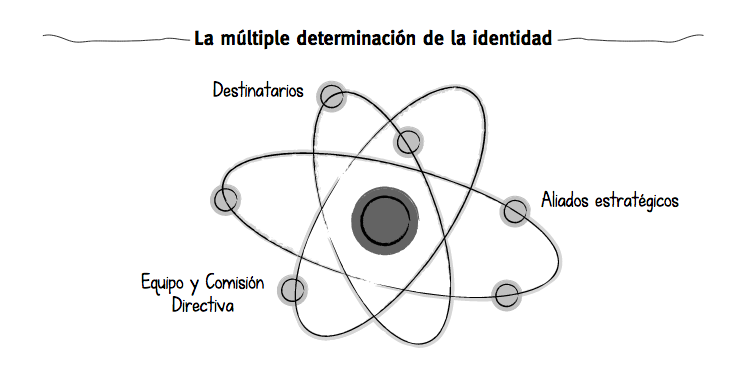 La múltiple determinación de la identidad
Destinatarios
Aliados estratégicos
Equipo y Comisión
Directiva